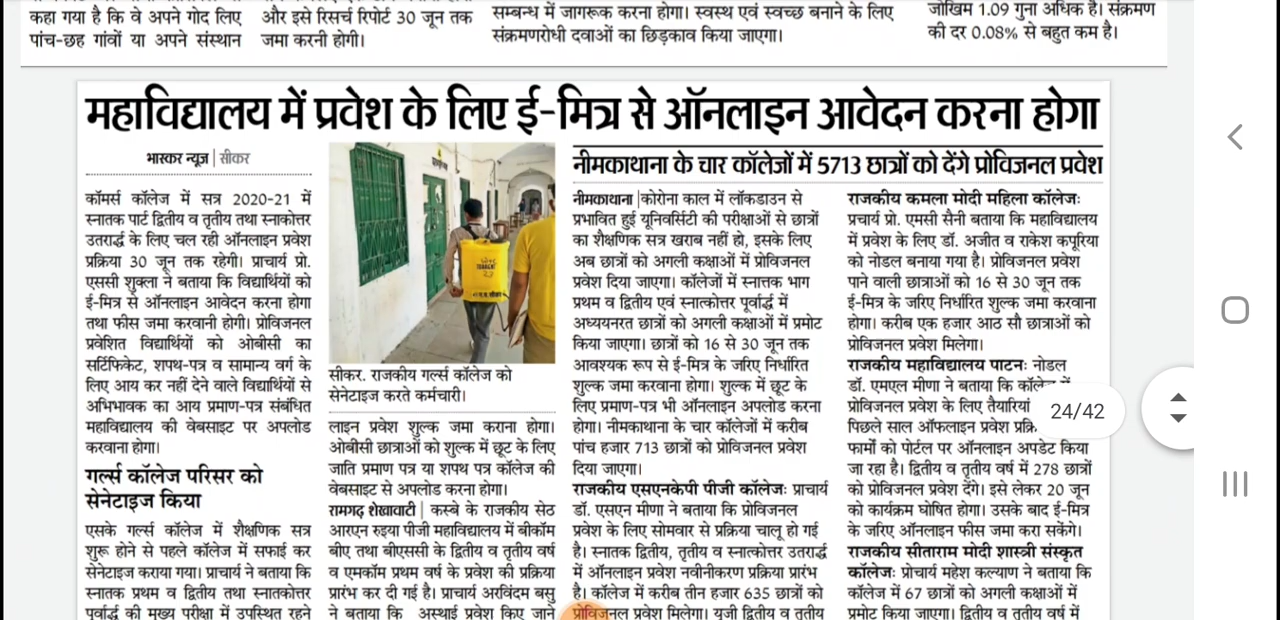 कहा गया है कि वे अपने गोद लिए
पांच-छह गांवों या अपने संस्थान
और इसे रिसर्च रिपोर्ट 30 जून तक
जमा करनी होगी।
सम्बन्ध में जागरूक करना होगा। स्वस्थ एवं स्वच्छ बनाने के लिए
संक्रमणरोधी दवाओं का छिड़काव किया जाएगा।
जोखिम 1.09 गुना अधिक है। संक्रमण
की दर 0.08% से बहुत कम है।
महाविद्यालय में प्रवेश के लिए ई-मित्र से ऑनलाइन आवेदन करना होगा
भास्कर न्यूज | सीकर
कॉमर्स कॉलेज में सत्र 2020-21 में
स्नातक पार्ट द्वितीय व तृतीय तथा स्नाकोत्तर
उतरार्द्ध के लिए चल रही ऑनलाइन प्रवेश
प्रक्रिया 30 जून तक रहेगी। प्राचार्य प्रो.
एससी शुक्ला ने बताया कि विद्यार्थियों को
ई-मित्र से ऑनलाइन आवेदन करना होगा
तथा फीस जमा करवानी होगी। प्रोविजनल
प्रवेशित विद्यार्थियों को ओबीसी का
सर्टिफिकेट, शपथ-पत्र व सामान्य वर्ग के
लिए आय कर नहीं देने वाले विद्यार्थियों से
अभिभावक का आय प्रमाण-पत्र संबंधित
महाविद्यालय की वेबसाइट पर अपलोड
करवाना होगा।
गर्ल्स कॉलेज परिसर को
सेनेटाइज किया
एसके गर्ल्स कॉलेज में शैक्षणिक सत्र
शुरू होने से पहले कॉलेज में सफाई कर
सेनेटाइज कराया गया। प्राचार्य ने बताया कि
स्नातक प्रथम व द्वितीय तथा स्नातकोत्तर
पूर्वार्द्ध की मुख्य परीक्षा में उपस्थित रहने
सीकर. राजकीय गर्ल्स कॉलेज को
सेनेटाइज करते कर्मचारी।
लाइन प्रवेश शुल्क जमा कराना होगा।
ओबीसी छात्राओं को शुल्क में छूट के लिए
जाति प्रमाण पत्र या शपथ पत्र कॉलेज की
वेबसाइट से अपलोड करना होगा।
रामगढ़ शेखावाटी | कस्बे के राजकीय सेठ
आरएन रुइया पीजी महाविद्यालय में बीकॉम
बीए तथा बीएससी के द्वितीय व तृतीय वर्ष
व एमकॉम प्रथम वर्ष के प्रवेश की प्रक्रिया
प्रारंभ कर दी गई है। प्राचार्य अरविंदम बसु
ने बताया कि अस्थाई प्रवेश किए जाने
नीमकाथाना के चार कॉलेजों में 5713 छात्रों को देंगे प्रोविजनल प्रवेश
नीमकाथाना |कोरोना काल में लॉकडाउन से
प्रभावित हुई यूनिवर्सिटी की परीक्षाओं से छात्रों
का शैक्षणिक सत्र खराब नहीं हो, इसके लिए
अब छात्रों को अगली कक्षाओं में प्रोविजनल
प्रवेश दिया जाएगा। कॉलेजों में स्नात्तक भाग
प्रथम व द्वितीय एवं स्नात्कोत्तर पूर्वार्द्ध में
अध्ययनरत छात्रों को अगली कक्षाओं में प्रमोट
किया जाएगा। छात्रों को 16 से 30 जून तक
आवश्यक रूप से ई-मित्र के जरिए निर्धारित
शुल्क जमा करवाना होगा। शुल्क में छूट के
लिए प्रमाण-पत्र भी ऑनलाइन अपलोड करना
होगा। नीमकाथाना के चार कॉलेजों में करीब
पांच हजार 713 छात्रों को प्रोविजनल प्रवेश
दिया जाएगा।
राजकीय एसएनकेपी पीजी कॉलेज: प्राचार्य
डॉ. एसएन मीणा ने बताया कि प्रोविजनल
प्रवेश के लिए सोमवार से प्रक्रिया चालू हो गई
है। स्नातक द्वितीय, तृतीय व स्नात्कोत्तर उतरार्द्ध
में ऑनलाइन प्रवेश नवीनीकरण प्रक्रिया प्रारंभ
है। कॉलेज में करीब तीन हजार 635 छात्रों को
प्रोविजनल प्रवेश मिलेगा। यूजी द्वितीय व तृतीय
राजकीय कमला मोदी महिला कॉलेज:
प्रचार्य प्रो. एमसी सैनी बताया कि महाविद्यालय
में प्रवेश के लिए डॉ. अजीत व राकेश कपूरिया
को नोडल बनाया गया है। प्रोविजनल प्रवेश
पाने वाली छात्राओं को 16 से 30 जून तक
ई-मित्र के जरिए निर्धारित शुल्क जमा करवाना
होगा। करीब एक हजार आठ सौ छात्राओं को
प्रोविजनल प्रवेश मिलेगा।
राजकीय महाविद्यालय पाटन: नोडल
डॉ. एमएल मीणा ने बताया कि
प्रोविजनल प्रवेश के लिए तैयारियां
पिछले साल ऑफलाइन प्रवेश
फार्मों को पोर्टल पर ऑनलाइन अपडेट किया
जा रहा है। द्वितीय व तृतीय वर्ष में 278 छात्रों
को प्रोविजनल प्रवेश देंगे। इसे लेकर 20 जून
को कार्यक्रम घोषित होगा। उसके बाद ई-मित्र
के जरिए ऑनलाइन फीस जमा करा सकेंगे।
राजकीय सीताराम मोदी शास्त्री संस्कृत
कॉलेज: प्रोचार्य महेश कल्याण ने बताया कि
कॉलेज में 67 छात्रों को अगली कक्षाओं में
प्रमोट किया जाएगा। द्वितीय व तृतीय वर्ष में
24/42